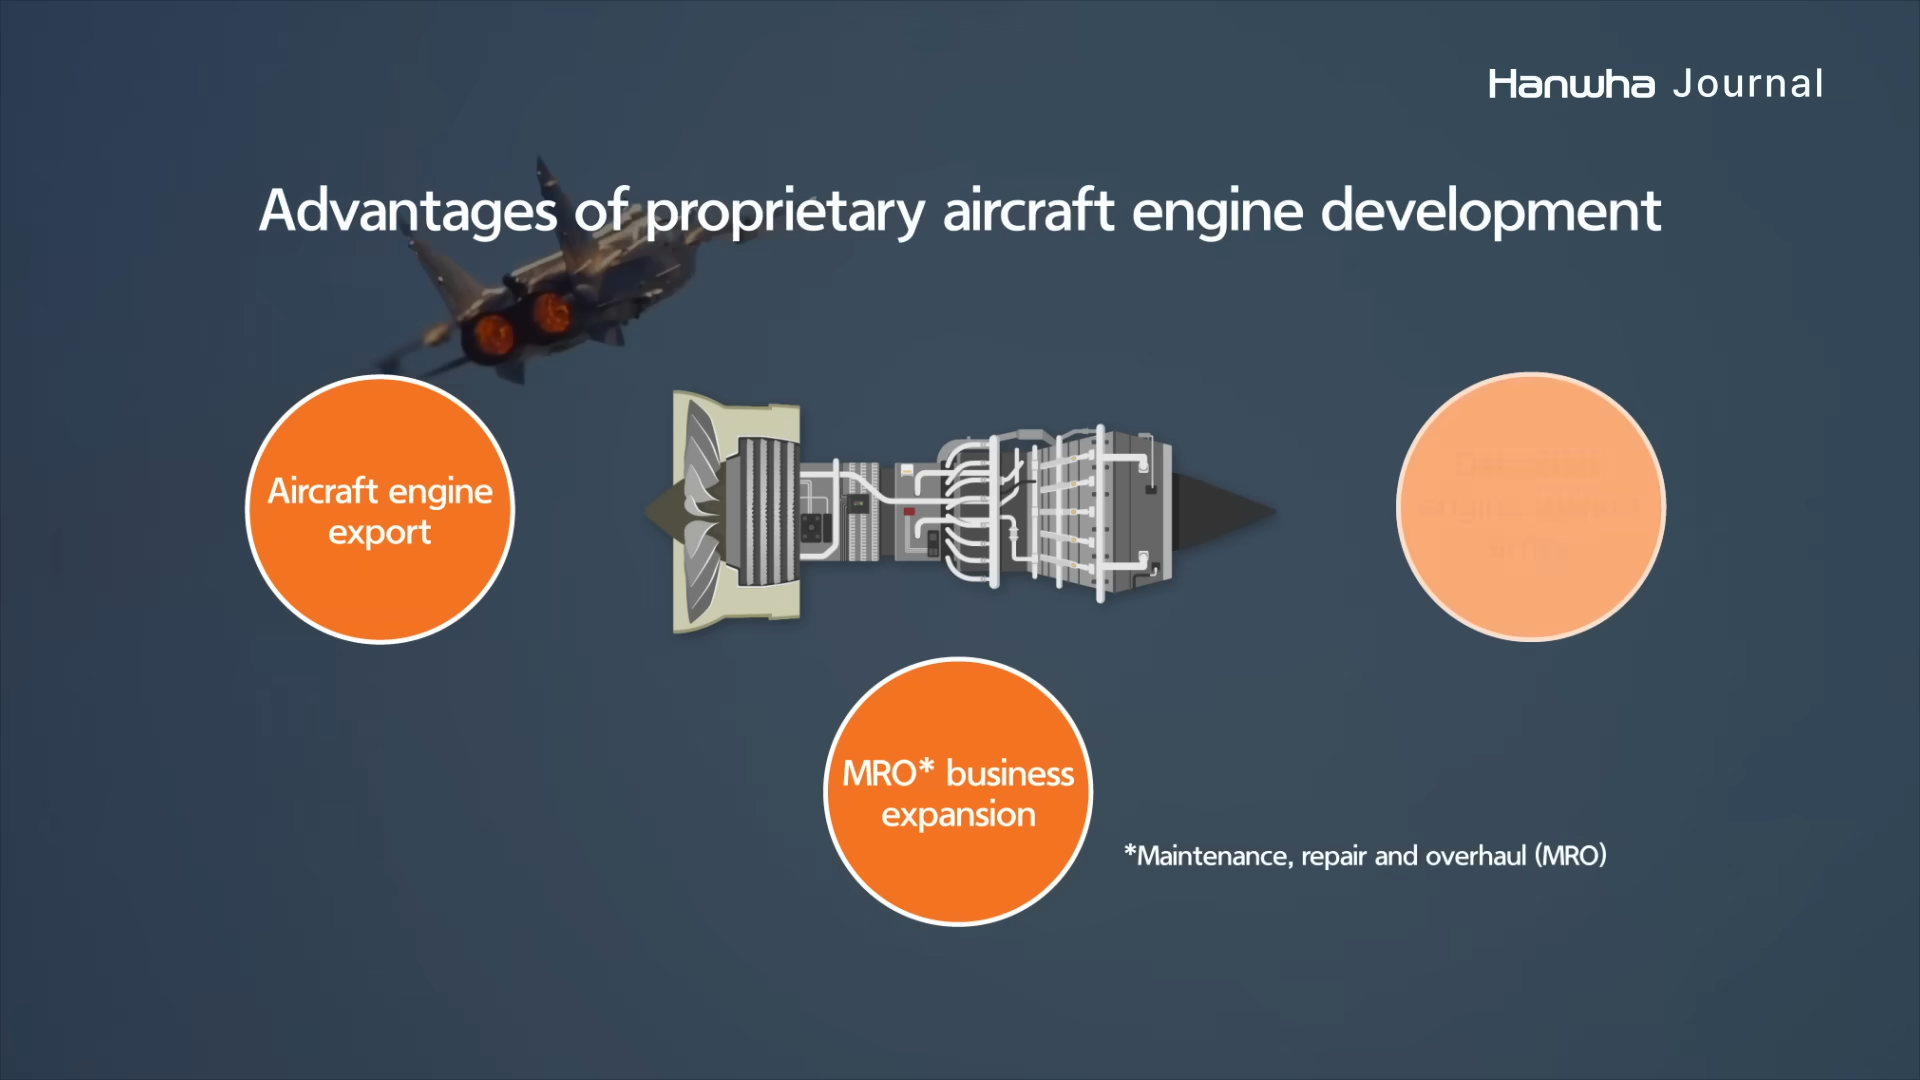 Hanwha Journal
Advantages of proprietary aircraft engine development
Aircraft engine
export
MRO* business
expansion
*Maintenance, repair and overhaul (MRO)